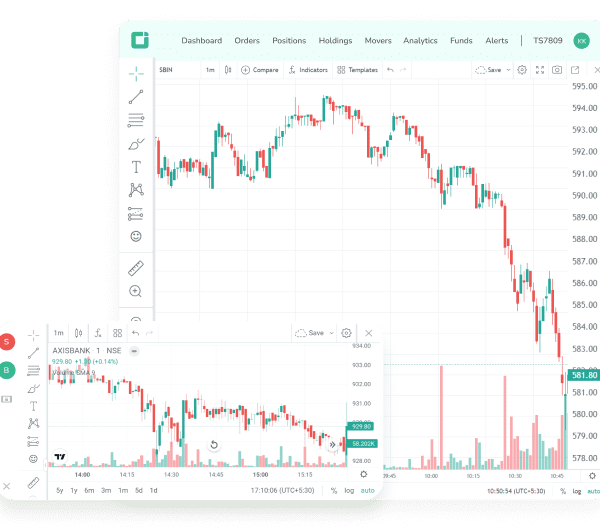 Dashboard Orders Positions Holdings Movers Analytics Funds Alerts TS7809 KK
SBIN 1m Compare Indicators Templates Save
595.00
594.00
593.00
592.00
591.00
590.00
589.00
588.00
587.00
586.00
585.00
584.00
583.00
582.00
581.80
581.00
580.00
579.00
578.00
09:45 10:00 10:15 10:30 10:45
10:50:54 (UTC+5:30) % log auto
S
B
1m Save
AXISBANK 1 NSE
929.80 +1.30 (+0.14%)
Volume SMA 9
934.00
933.00
932.00
931.00
929.80
58.202K
928.00
14:00 14:15 14:30 14:45 15:00 15:15
5y 1y 6m 3m 1m 5d 1d 17:10:06 (UTC+5:30) % log auto